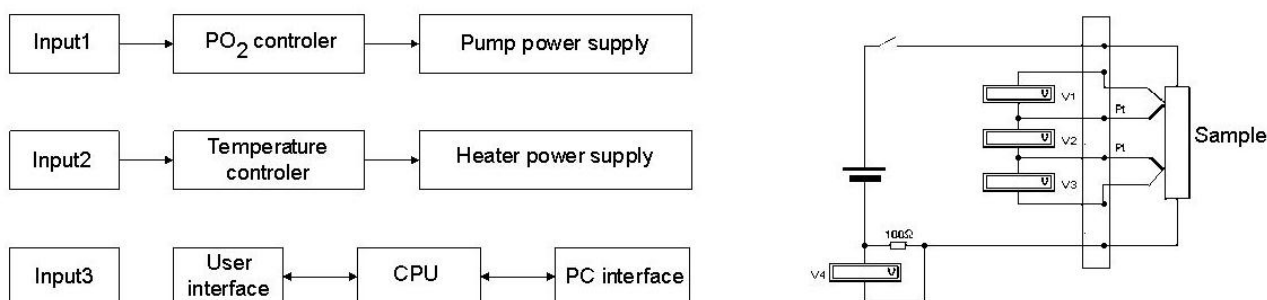 Input1
PO2 controler
Pump power supply
Input2
Temperature
controler
Heater power supply
Input3
User
interface
CPU
PC interface
V V1
Pt
V V2
Pt
V V3
Sample
100Ω
V4 V